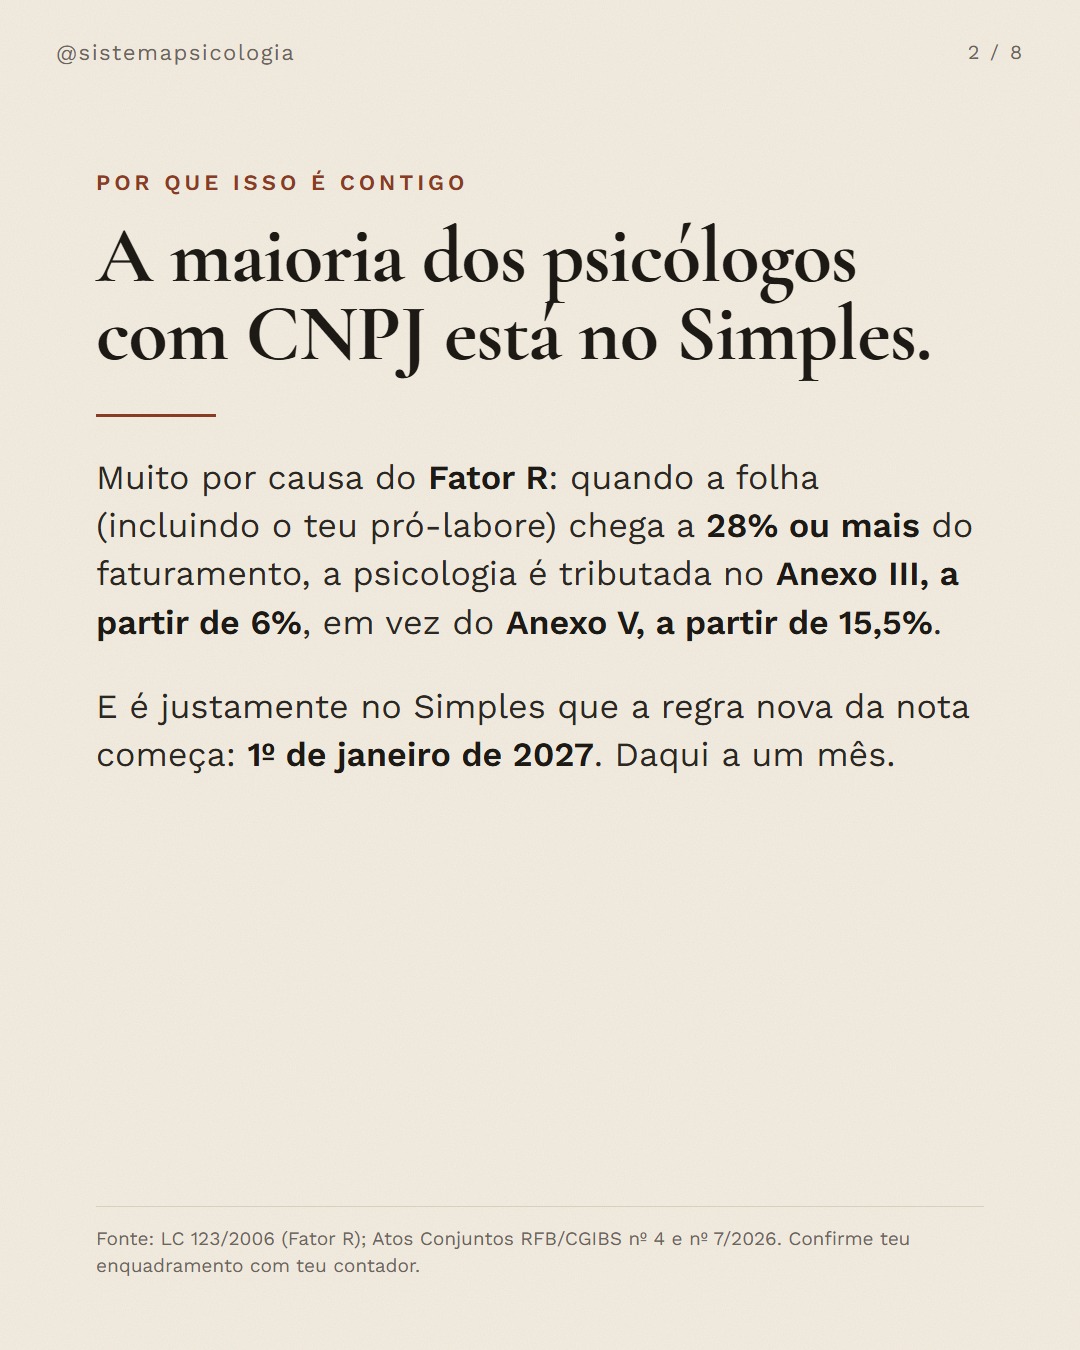 @sistemapsicologia
2 / 8
POR QUE ISSO É CONTIGO
A maioria dos psicólogos
com CNPJ está no Simples.
Muito por causa do Fator R: quando a folha
(incluindo o teu pró-labore) chega a 28% ou mais do
faturamento, a psicologia é tributada no Anexo III, a
partir de 6%, em vez do Anexo V, a partir de 15,5%.
E é justamente no Simples que a regra nova da nota
começa: 1º de janeiro de 2027. Daqui a um mês.
Fonte: LC 123/2006 (Fator R); Atos Conjuntos RFB/CGIBS nº 4 e nº 7/2026. Confirme teu
enquadramento com teu contador.